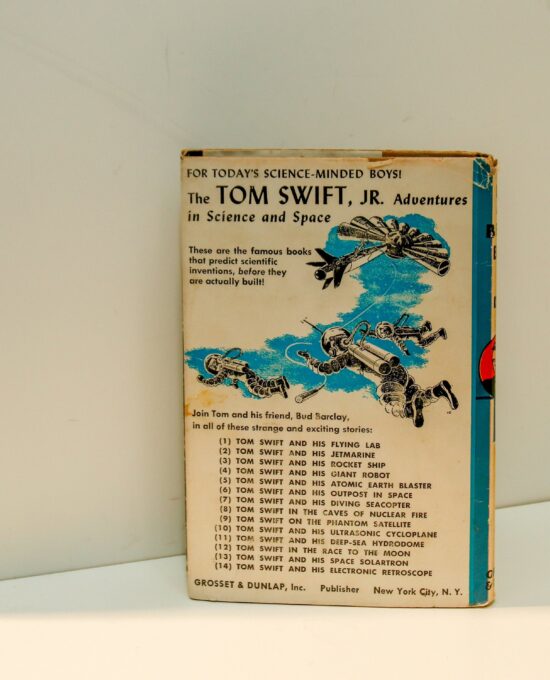 FOR TODAY'S SCIENCE-MINDED BOYS!
The TOM SWIFT, JR. Adventures
in Science and Space
These are the famous books
that predict scientific
inventions, before they
are actually built!
Join Tom and his friend, Bud Barclay,
in all of these strange and exciting stories:
(1) TOM SWIFT AND HIS FLYING LAB
(2) TOM SWIFT AND HIS JETMARINE
(3) TOM SWIFT AND HIS ROCKET SHIP
(4) TOM SWIFT AND HIS GIANT ROBOT
(5) TOM SWIFT AND HIS ATOMIC EARTH BLASTER
(6) TOM SWIFT AND HIS OUTPOST IN SPACE
(7) TOM SWIFT AND HIS DIVING SEACOPTER
(8) TOM SWIFT IN THE CAVES OF NUCLEAR FIRE
(9) TOM SWIFT ON THE PHANTOM SATELLITE
(10) TOM SWIFT AND HIS ULTRASONIC CYCLOPLANE
(11) TOM SWIFT AND HIS DEEP-SEA HYDRODOME
(12) TOM SWIFT IN THE RACE TO THE MOON
(13) TOM SWIFT AND HIS SPACE SOLARTRON
(14) TOM SWIFT AND HIS ELECTRONIC RETROSCOPE
GROSSET & DUNLAP, Inc. Publisher New York City, N. Y.